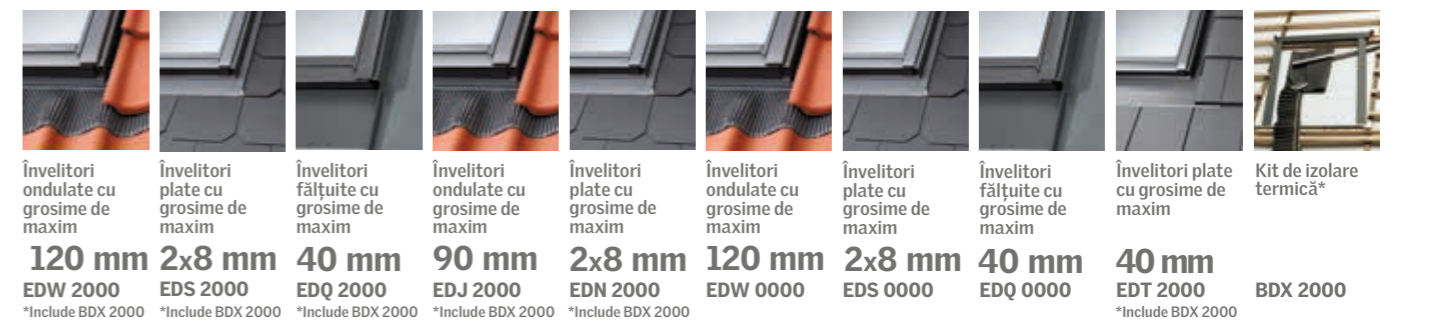 Învelitori
ondulate cu
grosime de
maxim
120 mm
EDW 2000
*Include BDX 2000
Învelitori
plate cu
grosime de
maxim
2x8 mm
EDS 2000
*Include BDX 2000
Învelitori
fălțuite cu
grosime de
maxim
40 mm
EDQ 2000
*Include BDX 2000
Învelitori
ondulate cu
grosime de
maxim
90 mm
EDJ 2000
*Include BDX 2000
Învelitori
plate cu
grosime de
maxim
2x8 mm
EDN 2000
*Include BDX 2000
Învelitori
ondulate cu
grosime de
maxim
120 mm
EDW 0000
Învelitori
plate cu
grosime de
maxim
2x8 mm
EDS 0000
Învelitori
fălțuite cu
grosime de
maxim
40 mm
EDQ 0000
Învelitori plate
cu grosime de
maxim
40 mm
EDT 2000
*Include BDX 2000
Kit de izolare
termică*
BDX 2000